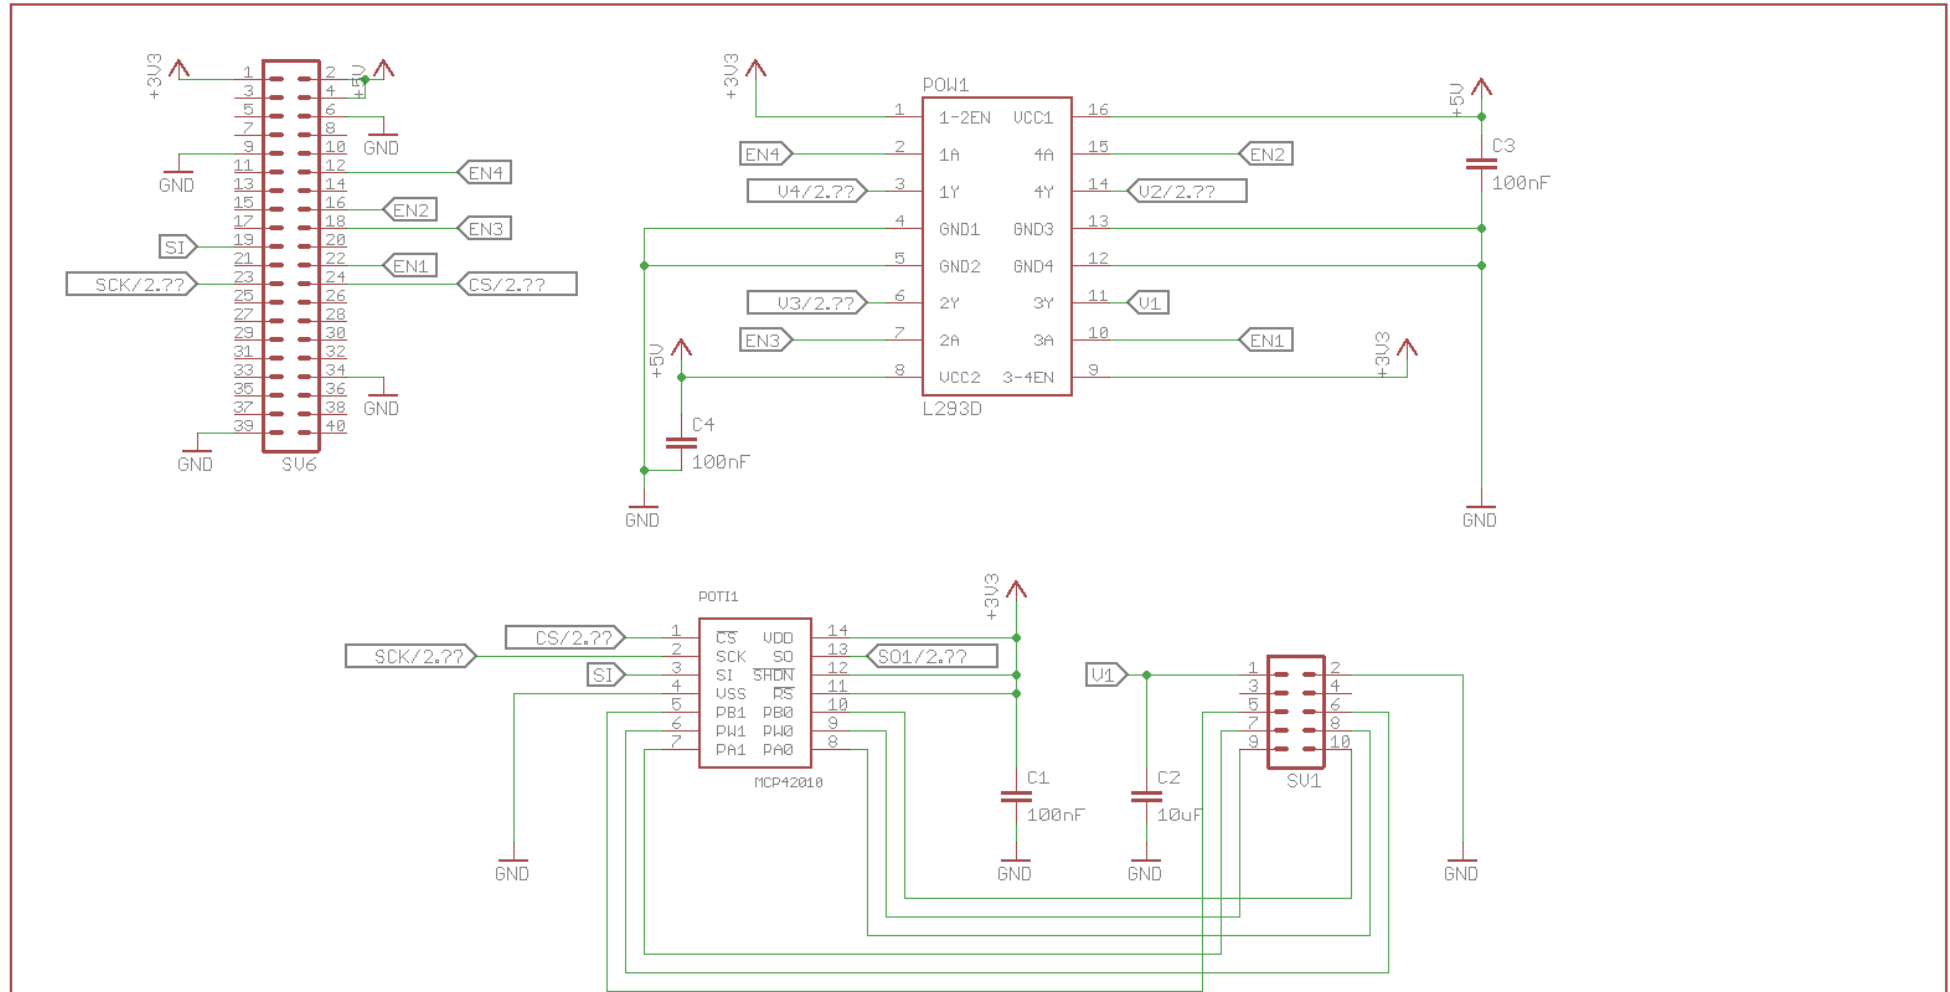 +3V3
1 2
3 4
+5V
5 6
7 8
9 10
GND
GND
11 12
EN4
13 14
15 16
EN2
17 18
EN3
SI
19 20
21 22
EN1
SCK/2.??
23 24
CS/2.??
25 26
27 28
29 30
31 32
33 34
35 36
37 38
GND
39 40
GND
SV6
+3V3
POW1
+5V
1 1-2EN VCC1 16
EN4 2 1A 4A 15 EN2
V4/2.?? 3 1Y 4Y 14 V2/2.??
4 GND1 GND3 13
5 GND2 GND4 12
V3/2.?? 6 2Y 3Y 11 V1
EN3 7 2A 3A 10 EN1
+5V
+3V3
8 VCC2 3-4EN 9
L293D
C3
100nF
C4
100nF
GND
GND
POTI1
+3V3
CS/2.?? 1 CS VDD 14
SCK/2.?? 2 SCK SO 13 SO1/2.??
SI 3 SI SHDN 12
4 VSS RS 11
5 PB1 PB0 10
6 PW1 PW0 9
7 PA1 PA0 8
MCP42010
C1
100nF
GND
GND
V1
1 2
3 4
5 6
7 8
9 10
SV1
C2
10uF
GND
GND